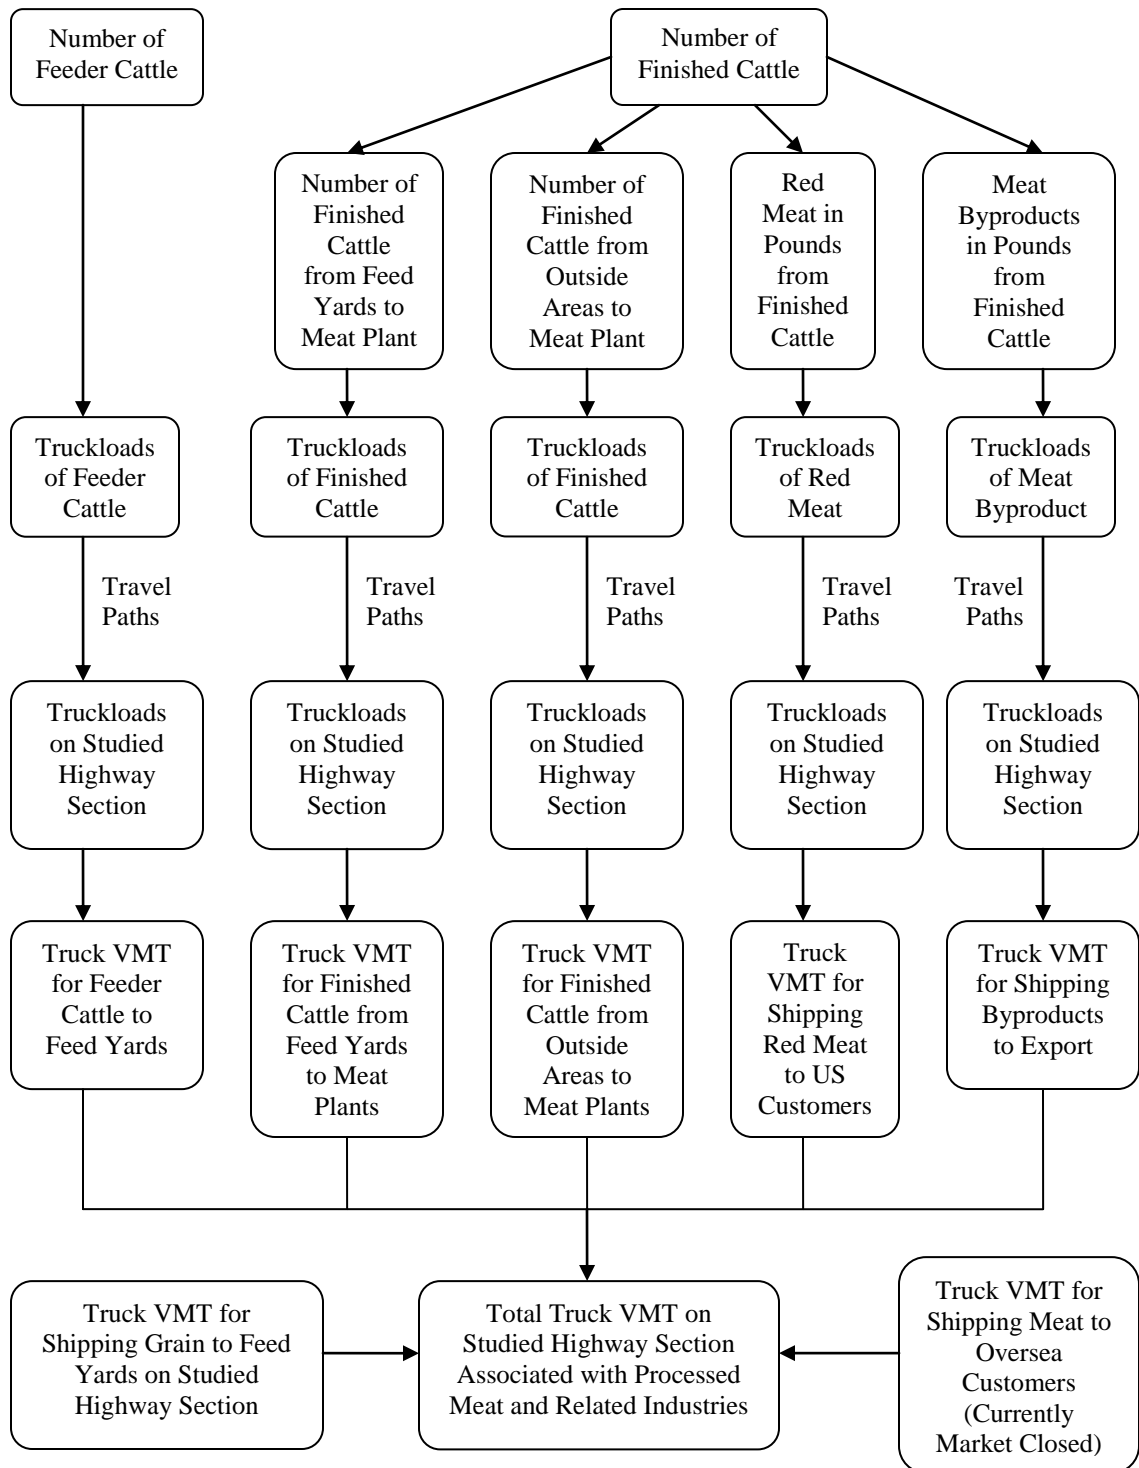 Number of
Feeder Cattle
Number of
Finished Cattle
Number of
Finished
Cattle
from Feed
Yards to
Meat Plant
Number of
Finished
Cattle from
Outside
Areas to
Meat Plant
Red
Meat in
Pounds
from
Finished
Cattle
Meat
Byproducts
in Pounds
from
Finished
Cattle
Truckloads
of Feeder
Cattle
Truckloads
of Finished
Cattle
Truckloads
of Finished
Cattle
Truckloads
of Red
Meat
Truckloads
of Meat
Byproduct
Travel
Paths
Travel
Paths
Travel
Paths
Travel
Paths
Travel
Paths
Truckloads
on Studied
Highway
Section
Truckloads
on Studied
Highway
Section
Truckloads
on Studied
Highway
Section
Truckloads
on Studied
Highway
Section
Truckloads
on Studied
Highway
Section
Truck VMT
for Feeder
Cattle to
Feed Yards
Truck VMT
for Finished
Cattle from
Feed Yards
to Meat
Plants
Truck VMT
for Finished
Cattle from
Outside
Areas to
Meat Plants
Truck
VMT for
Shipping
Red Meat
to US
Customers
Truck VMT
for Shipping
Byproducts
to Export
Truck VMT for
Shipping Grain to Feed
Yards on Studied
Highway Section
Total Truck VMT on
Studied Highway Section
Associated with Processed
Meat and Related Industries
Truck VMT for
Shipping Meat to
Oversea
Customers
(Currently
Market Closed)